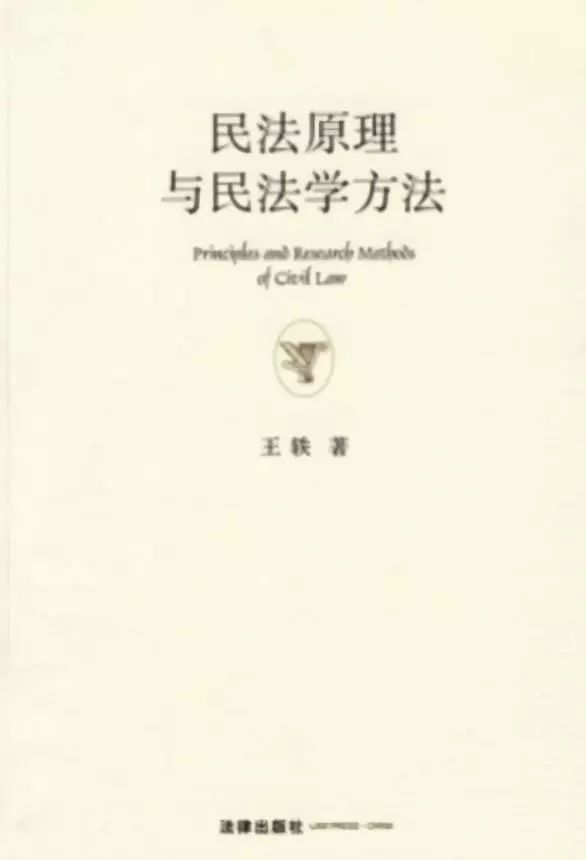 民法原理
与民法学方法
Principles and Research Methods
of Civil Law
王轶 著
法律出版社 LAW PRESS·CHINA